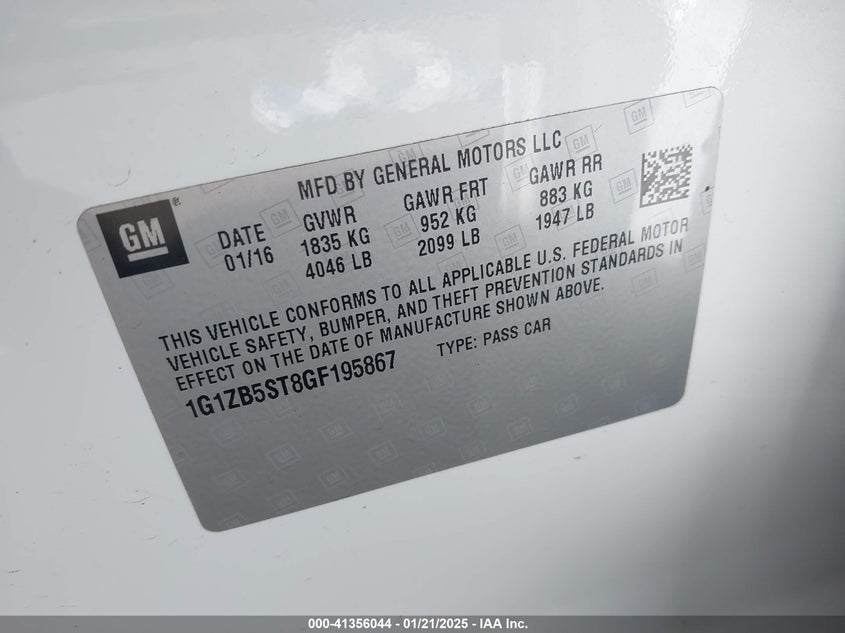 MFD BY GENERAL MOTORS LLC
GM
DATE GVWR GAWR FRT GAWR RR
01/16 1835 KG 952 KG 883 KG
4046 LB 2099 LB 1947 LB
THIS VEHICLE CONFORMS TO ALL APPLICABLE U.S. FEDERAL MOTOR
VEHICLE SAFETY, BUMPER, AND THEFT PREVENTION STANDARDS IN
EFFECT ON THE DATE OF MANUFACTURE SHOWN ABOVE.
1G1ZB5ST8GF195867 TYPE: PASS CAR
000-41356044 - 01/21/2025 - IAA Inc.